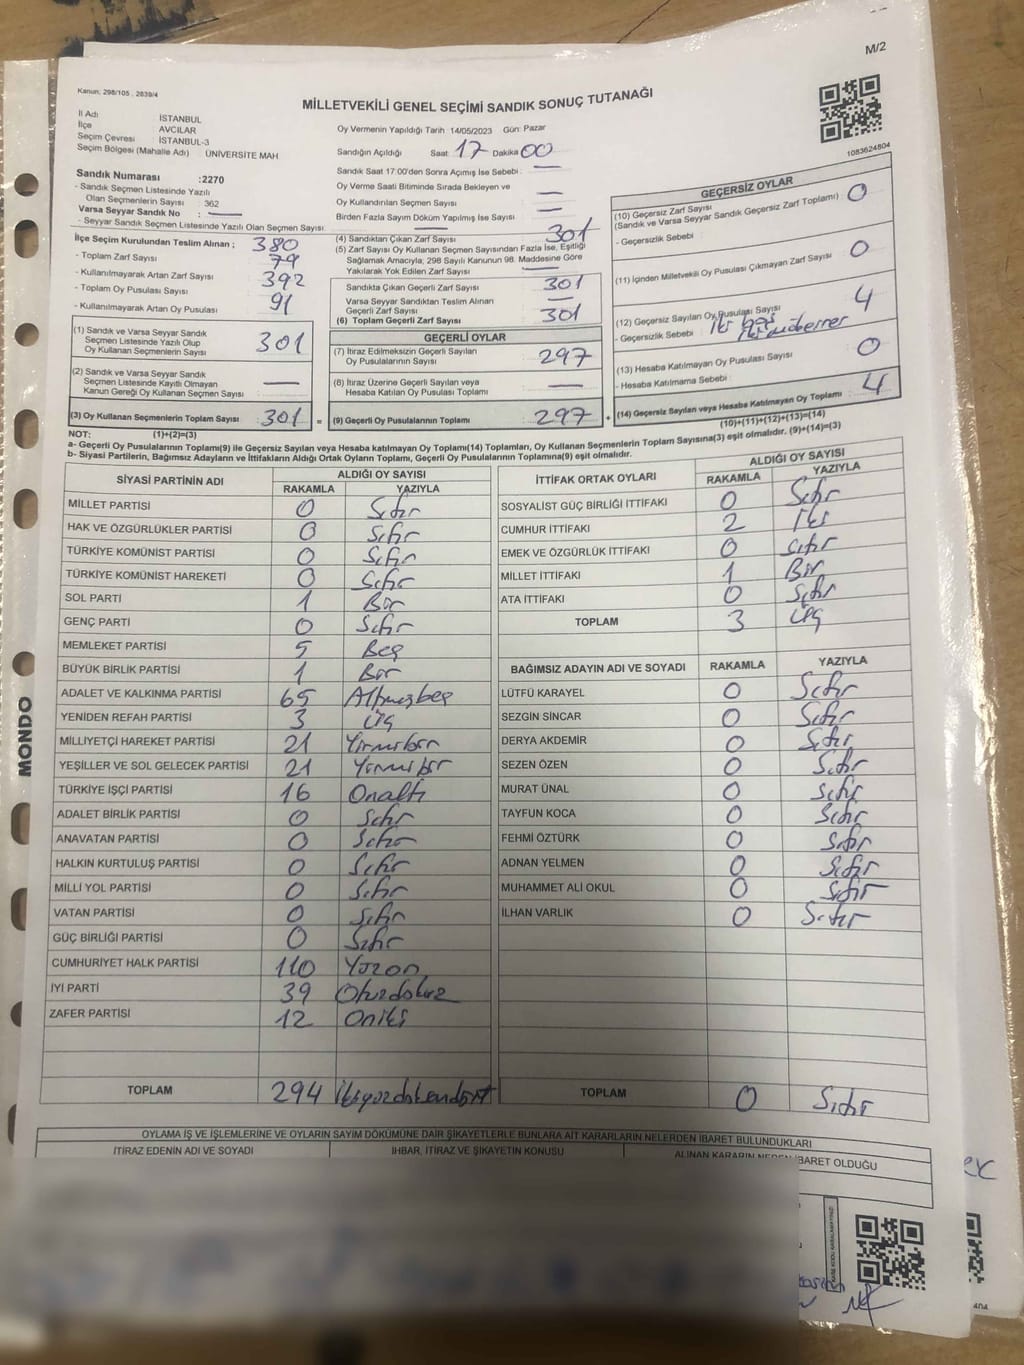 M/2
Kanun: 298/105 . 2839/4
MİLLETVEKİLİ GENEL SEÇİMİ SANDIK SONUÇ TUTANAĞI
1083624804
İl Adı İSTANBUL
İlçe AVCILAR
Seçim Çevresi İSTANBUL-3
Seçim Bölgesi (Mahalle Adı) ÜNİVERSİTE MAH
Sandık Numarası :2270
- Sandık Seçmen Listesinde Yazılı
Olan Seçmenlerin Sayısı : 362
Varsa Seyyar Sandık No : —
- Seyyar Sandık Seçmen Listesinde Yazılı Olan Seçmen Sayısı: —
Oy Vermenin Yapıldığı Tarih 14/05/2023 Gün: Pazar
Sandığın Açıldığı Saat: 17 Dakika 00
Sandık Saat 17:00'den Sonra Açımış İse Sebebi : —
Oy Verme Saati Bitiminde Sırada Bekleyen ve
Oy Kullandırılan Seçmen Sayısı —
Birden Fazla Sayım Döküm Yapılmış İse Sayısı : —
İlçe Seçim Kurulundan Teslim Alınan ;
- Toplam Zarf Sayısı 380
- Kullanılmayarak Artan Zarf Sayısı 79
- Toplam Oy Pusulası Sayısı 392
- Kullanılmayarak Artan Oy Pusulası 91
(1) Sandık ve Varsa Seyyar Sandık
Seçmen Listesinde Yazılı Olup
Oy Kullanan Seçmenlerin Sayısı 301
(2) Sandık ve Varsa Seyyar Sandık
Seçmen Listesinde Kayıtlı Olmayan
Kanun Gereği Oy Kullanan Seçmen Sayısı —
(3) Oy Kullanan Seçmenlerin Toplam Sayısı 301 =
(4) Sandıktan Çıkan Zarf Sayısı 301
(5) Zarf Sayısı Oy Kullanan Seçmen Sayısından Fazla İse, Eşitliği
Sağlamak Amacıyla, 298 Sayılı Kanunun 98. Maddesine Göre
Yakılarak Yok Edilen Zarf Sayısı —
Sandıkta Çıkan Geçerli Zarf Sayısı 301
Varsa Seyyar Sandıktan Teslim Alınan
Geçerli Zarf Sayısı —
(6) Toplam Geçerli Zarf Sayısı 301
GEÇERLİ OYLAR
(7) İtiraz Edilmeksizin Geçerli Sayılan
Oy Pusulalarının Sayısı 297
(8) İtiraz Üzerine Geçerli Sayılan veya
Hesaba Katılan Oy Pusulası Toplamı —
(9) Geçerli Oy Pusulalarının Toplamı 297 +
GEÇERSİZ OYLAR
(10) Geçersiz Zarf Sayısı 0
(Sandık ve Varsa Seyyar Sandık Geçersiz Zarf Toplamı)
- Geçersizlik Sebebi :
(11) İçinden Milletvekili Oy Pusulası Çıkmayan Zarf Sayısı 0
(12) Geçersiz Sayılan Oy Pusulası Sayısı 4
- Geçersizlik Sebebi : İki boş
(13) Hesaba Katılmayan Oy Pusulası Sayısı 0
- Hesaba Katılmama Sebebi :
(14) Geçersiz Sayılan veya Hesaba Katılmayan Oy Toplamı 4
(10)+(11)+(12)+(13)=(14)
NOT: (1)+(2)=(3)
a- Geçerli Oy Pusulalarının Toplamı(9) ile Geçersiz Sayılan veya Hesaba katılmayan Oy Toplamı(14) Toplamları, Oy Kullanan Seçmenlerin Toplam Sayısına(3) eşit olmalıdır. (9)+(14)=(3)
b- Siyasi Partilerin, Bağımsız Adayların ve İttifakların Aldığı Ortak Oyların Toplamı, Geçerli Oy Pusulalarının Toplamına(9) eşit olmalıdır.
SİYASİ PARTİNİN ADI ALDIĞI OY SAYISI
RAKAMLA YAZIYLA
MİLLET PARTİSİ 0 Sıfır
HAK VE ÖZGÜRLÜKLER PARTİSİ 0 Sıfır
TÜRKİYE KOMÜNİST PARTİSİ 0 Sıfır
TÜRKİYE KOMÜNİST HAREKETİ 0 Sıfır
SOL PARTİ 1 Bir
GENÇ PARTİ 0 Sıfır
MEMLEKET PARTİSİ 5 Beş
BÜYÜK BİRLİK PARTİSİ 1 Bir
ADALET VE KALKINMA PARTİSİ 65 Altmışbeş
YENİDEN REFAH PARTİSİ 3 Üç
MİLLİYETÇİ HAREKET PARTİSİ 21 Yirmibir
YEŞİLLER VE SOL GELECEK PARTİSİ 21 Yirmibir
TÜRKİYE İŞÇİ PARTİSİ 16 Onaltı
ADALET BİRLİK PARTİSİ 0 Sıfır
ANAVATAN PARTİSİ 0 Sıfır
HALKIN KURTULUŞ PARTİSİ 0 Sıfır
MİLLİ YOL PARTİSİ 0 Sıfır
VATAN PARTİSİ 0 Sıfır
GÜÇ BİRLİĞİ PARTİSİ 0 Sıfır
CUMHURİYET HALK PARTİSİ 110 Yüzon
İYİ PARTİ 39 Otuzdokuz
ZAFER PARTİSİ 12 Oniki
TOPLAM 294 İkiyüzdoksandört
İTTİFAK ORTAK OYLARI ALDIĞI OY SAYISI
RAKAMLA YAZIYLA
SOSYALİST GÜÇ BİRLİĞİ İTTİFAKI 0 Sıfır
CUMHUR İTTİFAKI 2 İki
EMEK VE ÖZGÜRLÜK İTTİFAKI 0 Sıfır
MİLLET İTTİFAKI 1 Bir
ATA İTTİFAKI 0 Sıfır
TOPLAM 3 Üç
BAĞIMSIZ ADAYIN ADI VE SOYADI RAKAMLA YAZIYLA
LÜTFÜ KARAYEL 0 Sıfır
SEZGİN SİNCAR 0 Sıfır
DERYA AKDEMİR 0 Sıfır
SEZEN ÖZEN 0 Sıfır
MURAT ÜNAL 0 Sıfır
TAYFUN KOCA 0 Sıfır
FEHMİ ÖZTÜRK 0 Sıfır
ADNAN YELMEN 0 Sıfır
MUHAMMET ALİ OKUL 0 Sıfır
İLHAN VARLIK 0 Sıfır
TOPLAM 0 Sıfır
OYLAMA İŞ VE İŞLEMLERİNE VE OYLARIN SAYIM DÖKÜMÜNE DAİR ŞİKAYETLERLE BUNLARA AİT KARARLARIN NELERDEN İBARET BULUNDUKLARI
İTİRAZ EDENİN ADI VE SOYADI İHBAR, İTİRAZ VE ŞİKAYETİN KONUSU ALINAN KARARIN NEDEN İBARET OLDUĞU
MONDO